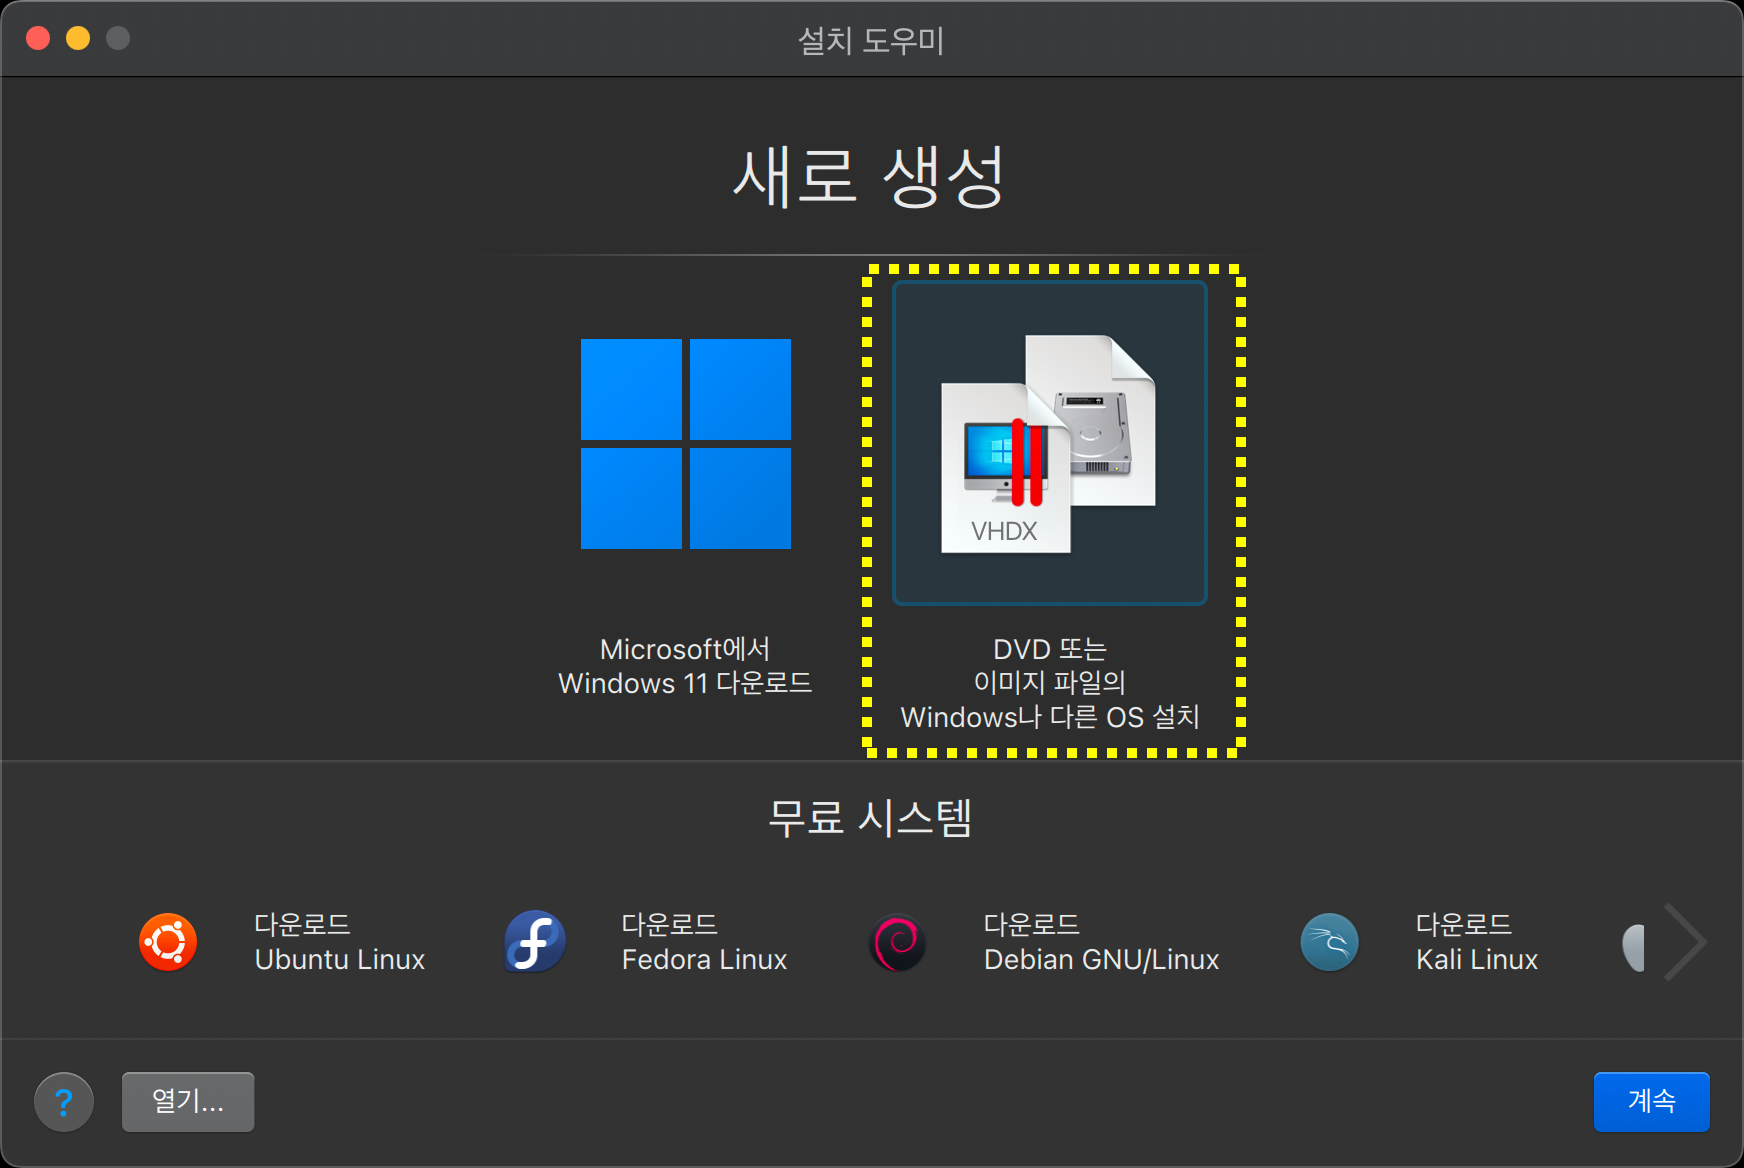 설치 도우미
새로 생성
VHDX
Microsoft에서
Windows 11 다운로드
DVD 또는
이미지 파일의
Windows나 다른 OS 설치
무료 시스템
다운로드
Ubuntu Linux
다운로드
Fedora Linux
다운로드
Debian GNU/Linux
다운로드
Kali Linux
?
열기...
계속